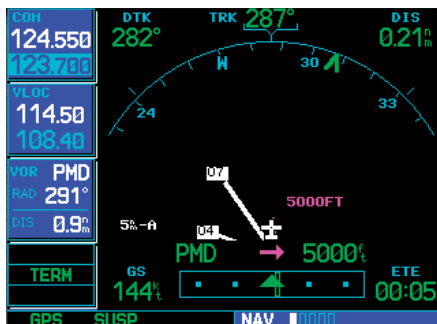 COM
124.550
123.700
VLOC
114.50
108.40
VOR PMD
RAD 291°
DIS 0.9nm
TERM
DTK
282°
TRK 287°
DIS
0.21nm
W
30
33
24
07
04
5000FT
5nm-A
PMD → 5000ft
GS
144kt
ETE
00:05
GPS SUSP NAV